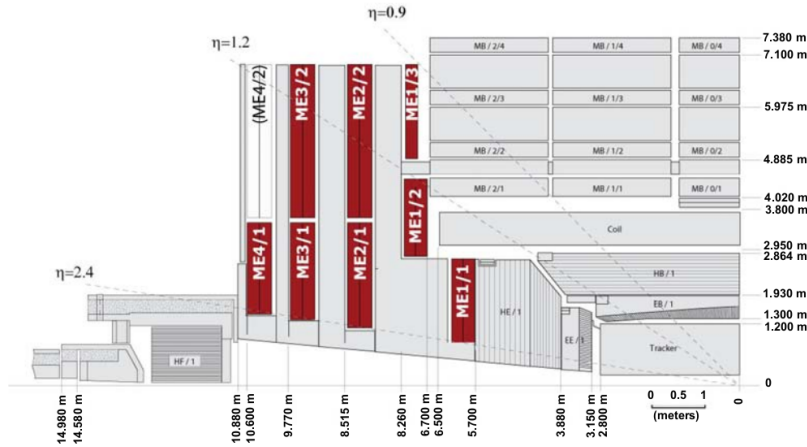 η=0.9
η=1.2
η=2.4
MB / 2/4
MB / 1/4
MB / 0/4
MB / 2/3
MB / 1/3
MB / 0/3
MB / 2/2
MB / 1/2
MB / 0/2
MB / 2/1
MB / 1/1
MB / 0/1
(ME4/2)
ME3/2
ME2/2
ME1/3
ME1/2
ME4/1
ME3/1
ME2/1
ME1/1
Coil
HB / 1
EB / 1
HE / 1
EE / 1
Tracker
HF / 1
7.380 m
7.100 m
5.975 m
4.885 m
4.020 m
3.800 m
2.950 m
2.864 m
1.930 m
1.300 m
1.200 m
0
0 0.5 1
(meters)
14.980 m
14.580 m
10.880 m
10.600 m
9.770 m
8.515 m
8.260 m
6.700 m
6.500 m
5.700 m
3.880 m
3.150 m
2.800 m
0